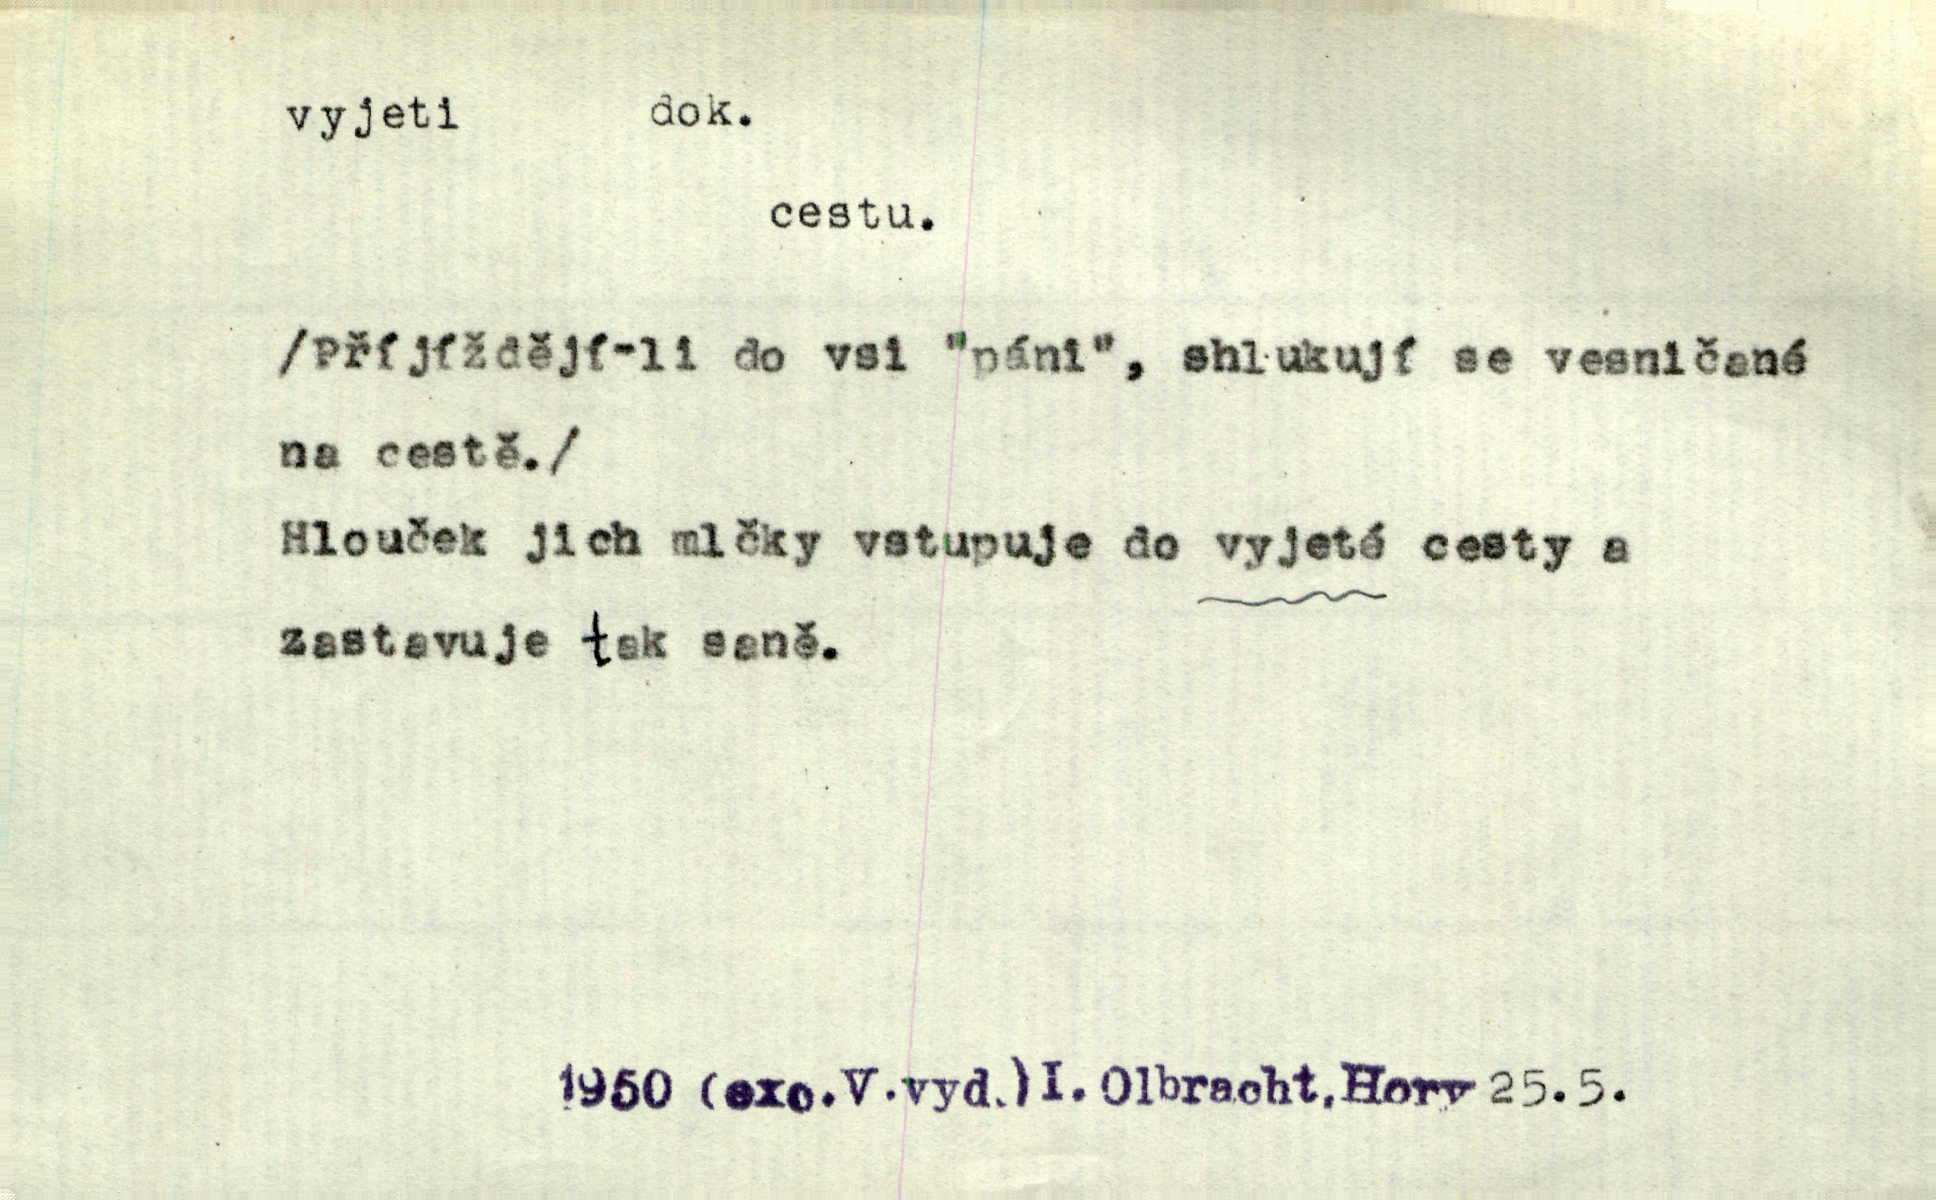 vyjeti dok.
cestu.
/Příjíždějí-li do vsi "páni", shlukují se vesničané
na cestě./
Hlouček jich mlčky vstupuje do vyjeté cesty a
zastavuje tak saně.
1950 (exc.V.vyd.) I. Olbracht, Hory 25.5.